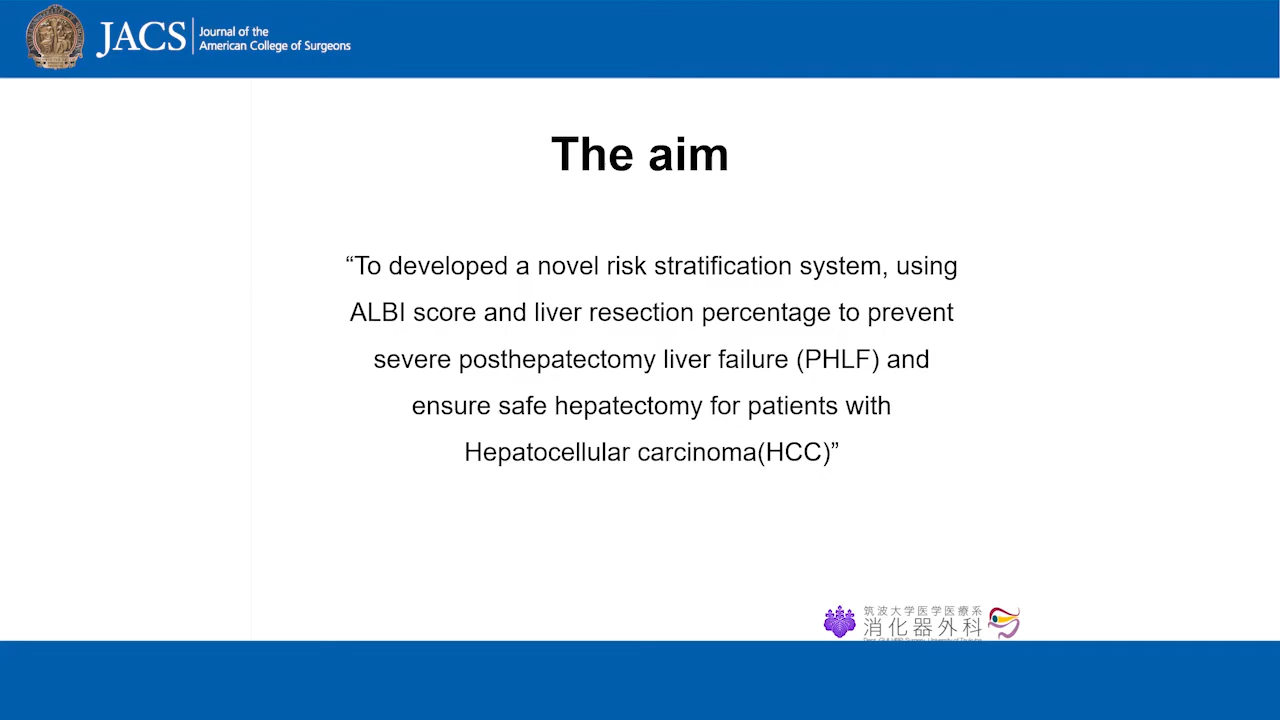 JACS
Journal of the
American College of Surgeons
The aim
“To developed a novel risk stratification system, using
ALBI score and liver resection percentage to prevent
severe posthepatectomy liver failure (PHLF) and
ensure safe hepatectomy for patients with
Hepatocellular carcinoma(HCC)”
筑波大学医学医療系
消化器外科